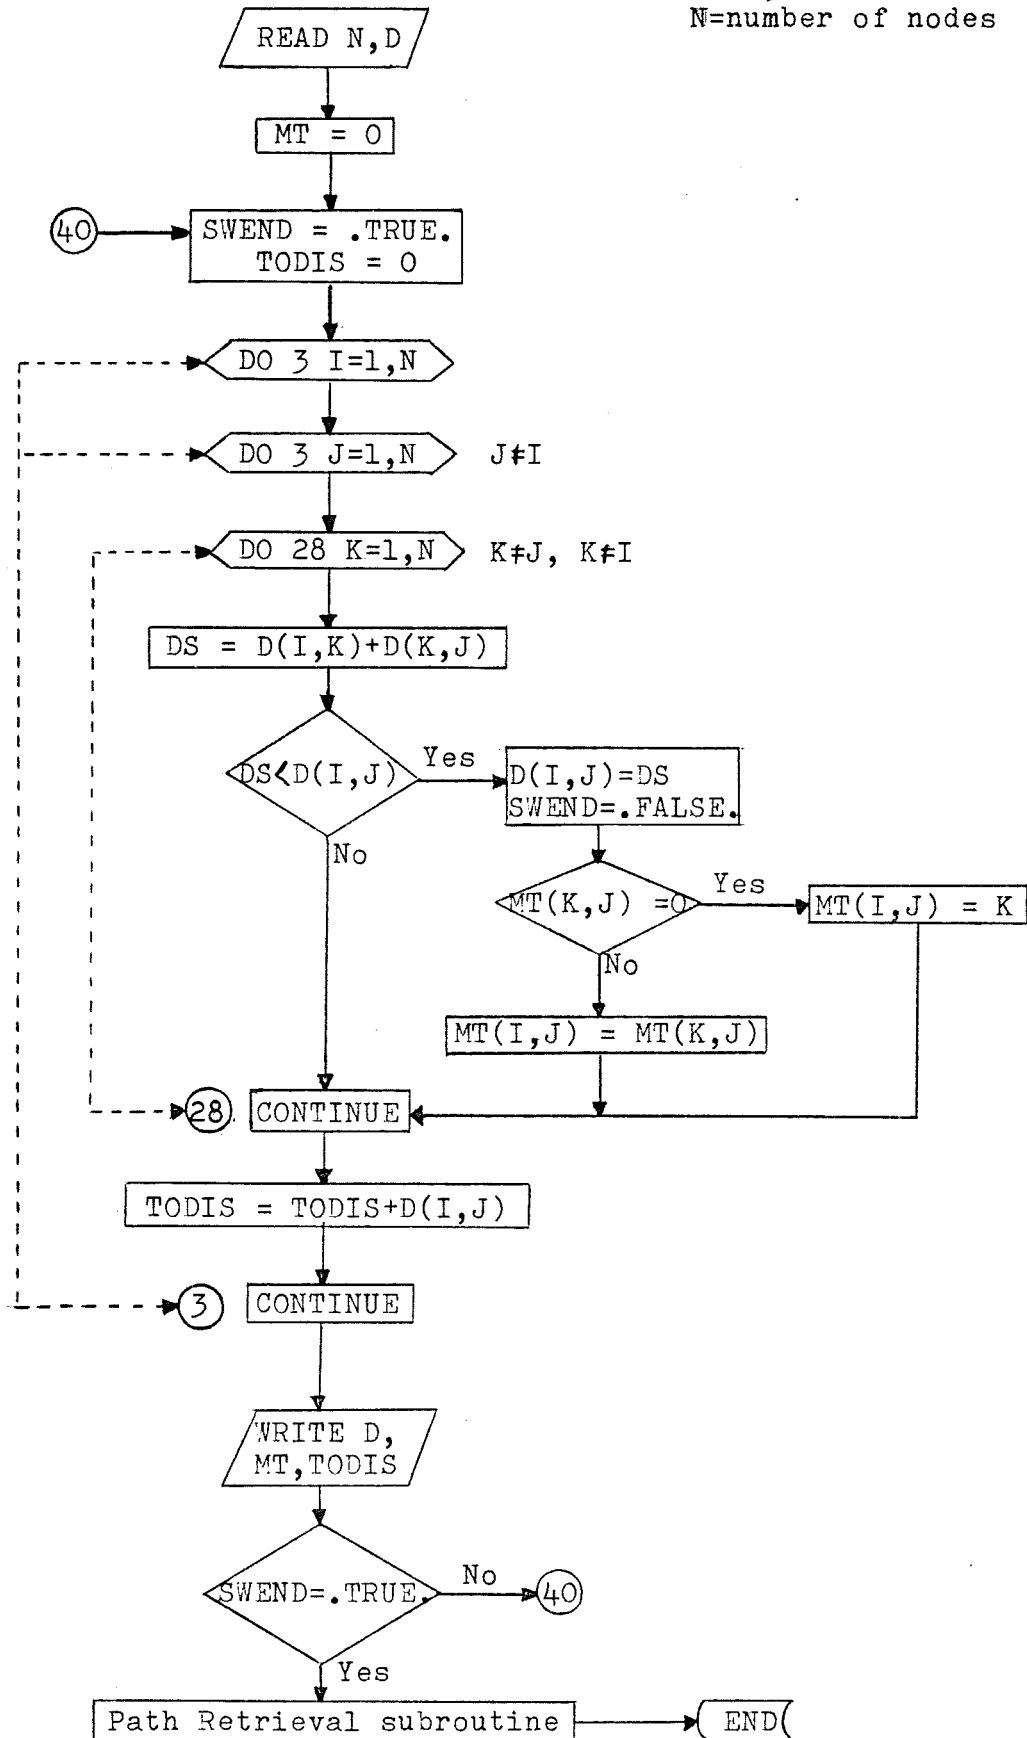 N=number of nodes
READ N,D
MT = 0
40
SWEND = .TRUE.
TODIS = 0
DO 3 I=1,N
DO 3 J=1,N J≠I
DO 28 K=1,N K≠J, K≠I
DS = D(I,K)+D(K,J)
DS<D(I,J)
Yes
D(I,J)=DS
SWEND=.FALSE.
No
MT(K,J) =0
Yes
MT(I,J) = K
No
MT(I,J) = MT(K,J)
28 CONTINUE
TODIS = TODIS+D(I,J)
3 CONTINUE
WRITE D,
MT,TODIS
SWEND=.TRUE.
No
40
Yes
Path Retrieval subroutine
END